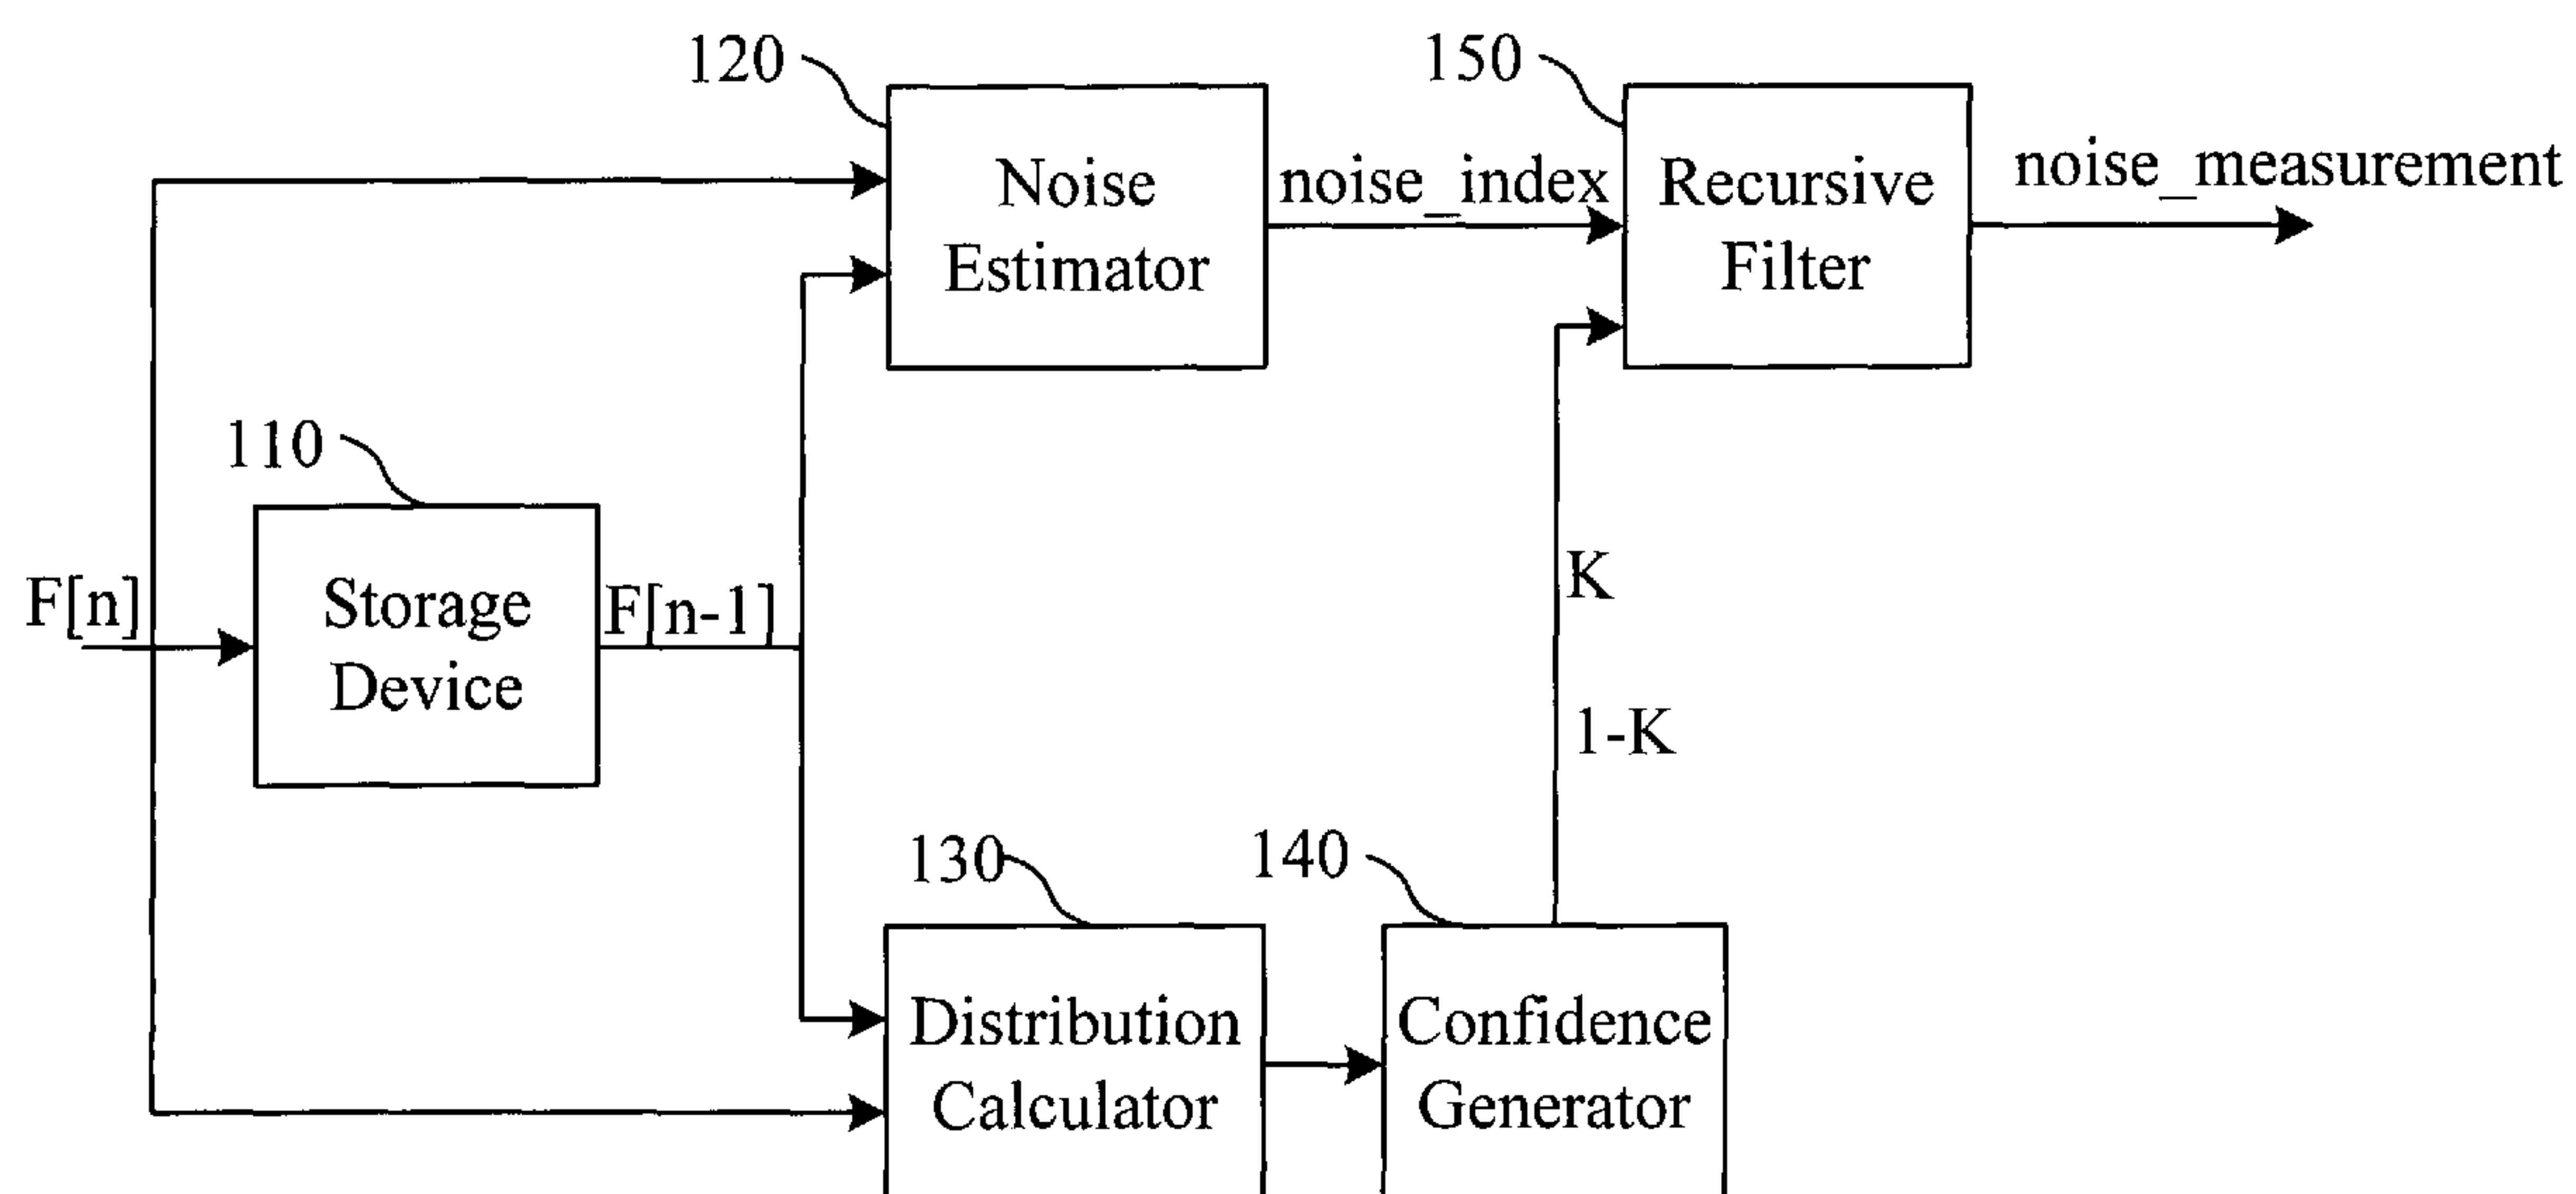 120
150
Noise
Estimator
noise_index
Recursive
Filter
noise_measurement
110
F[n]
Storage
Device
F[n-1]
K
1-K
130
140
Distribution
Calculator
Confidence
Generator